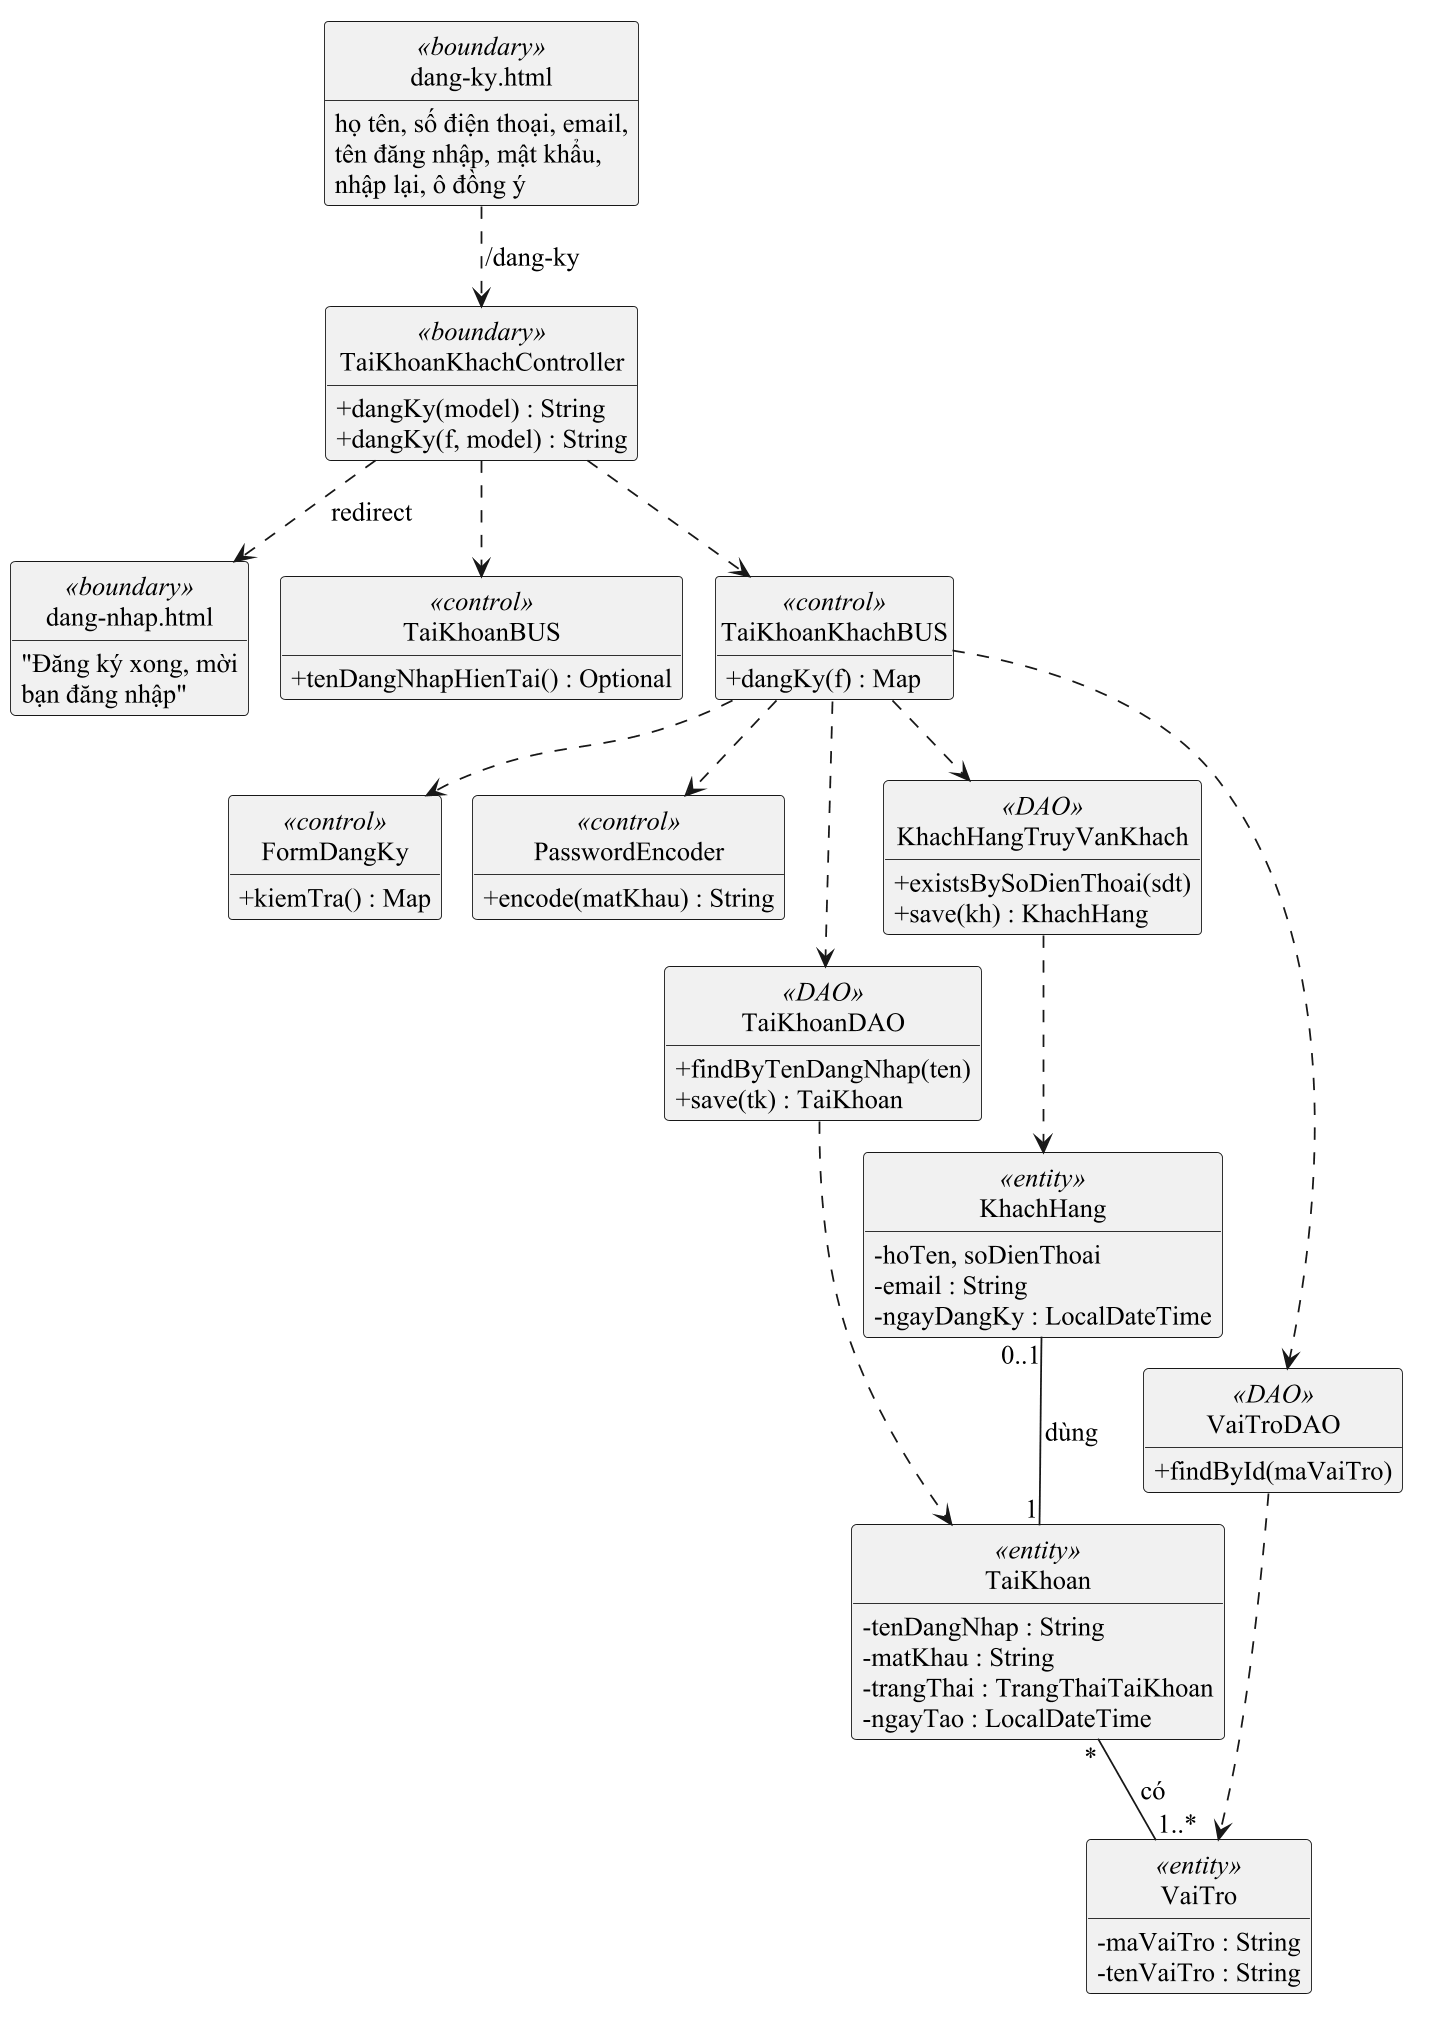 «boundary»
dang-ky.html
họ tên, số điện thoại, email,
tên đăng nhập, mật khẩu,
nhập lại, ô đồng ý
/dang-ky
«boundary»
TaiKhoanKhachController
+dangKy(model) : String
+dangKy(f, model) : String
redirect
«boundary»
dang-nhap.html
"Đăng ký xong, mời
bạn đăng nhập"
«control»
TaiKhoanBUS
+tenDangNhapHienTai() : Optional
«control»
TaiKhoanKhachBUS
+dangKy(f) : Map
«control»
FormDangKy
+kiemTra() : Map
«control»
PasswordEncoder
+encode(matKhau) : String
«DAO»
KhachHangTruyVanKhach
+existsBySoDienThoai(sdt)
+save(kh) : KhachHang
«DAO»
TaiKhoanDAO
+findByTenDangNhap(ten)
+save(tk) : TaiKhoan
«entity»
KhachHang
-hoTen, soDienThoai
-email : String
-ngayDangKy : LocalDateTime
0..1
dùng
1
«DAO»
VaiTroDAO
+findById(maVaiTro)
«entity»
TaiKhoan
-tenDangNhap : String
-matKhau : String
-trangThai : TrangThaiTaiKhoan
-ngayTao : LocalDateTime
*
có
1..*
«entity»
VaiTro
-maVaiTro : String
-tenVaiTro : String